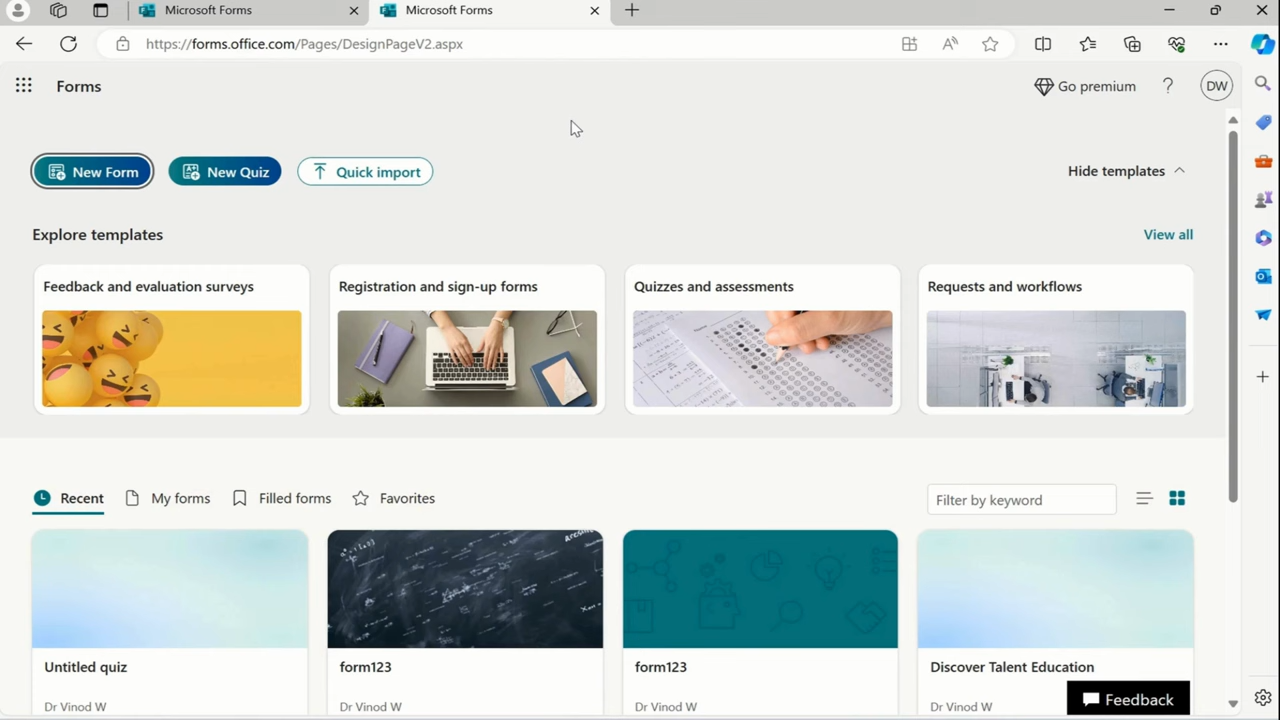 Microsoft Forms
Microsoft Forms
https://forms.office.com/Pages/DesignPageV2.aspx
Forms
Go premium
?
DW
New Form
New Quiz
Quick import
Hide templates
Explore templates
View all
Feedback and evaluation surveys
Registration and sign-up forms
Quizzes and assessments
Requests and workflows
Recent
My forms
Filled forms
Favorites
Filter by keyword
Untitled quiz
form123
form123
Discover Talent Education
Dr Vinod W
Dr Vinod W
Dr Vinod W
Feedback